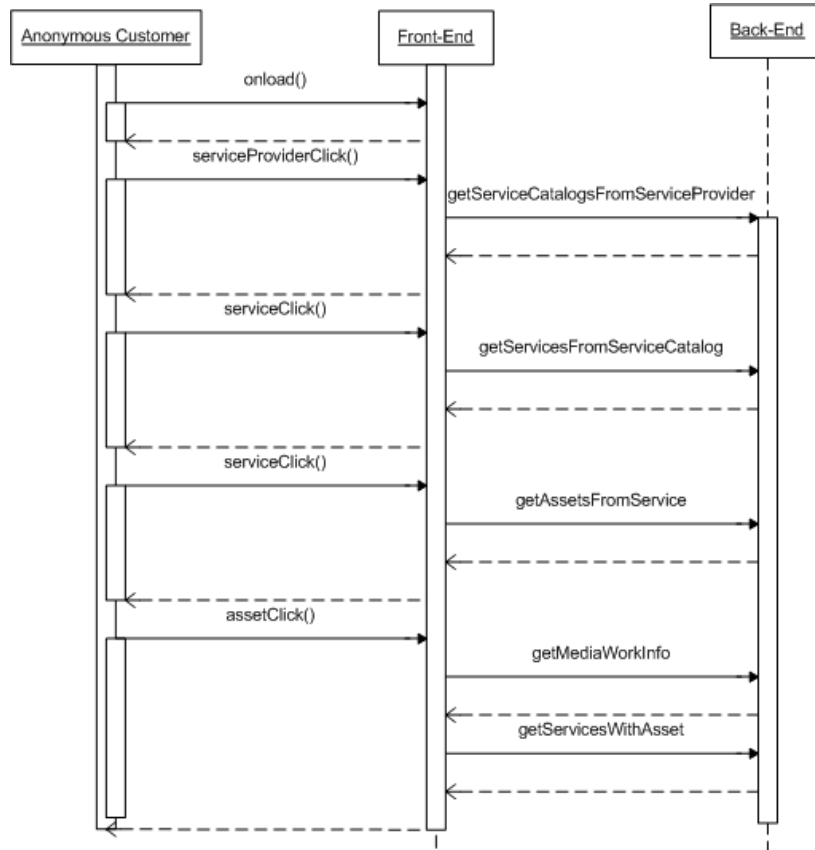 Anonymous Customer
Front-End
Back-End
onload()
serviceProviderClick()
getServiceCatalogsFromServiceProvider
serviceClick()
getServicesFromServiceCatalog
serviceClick()
getAssetsFromService
assetClick()
getMediaWorkInfo
getServicesWithAsset